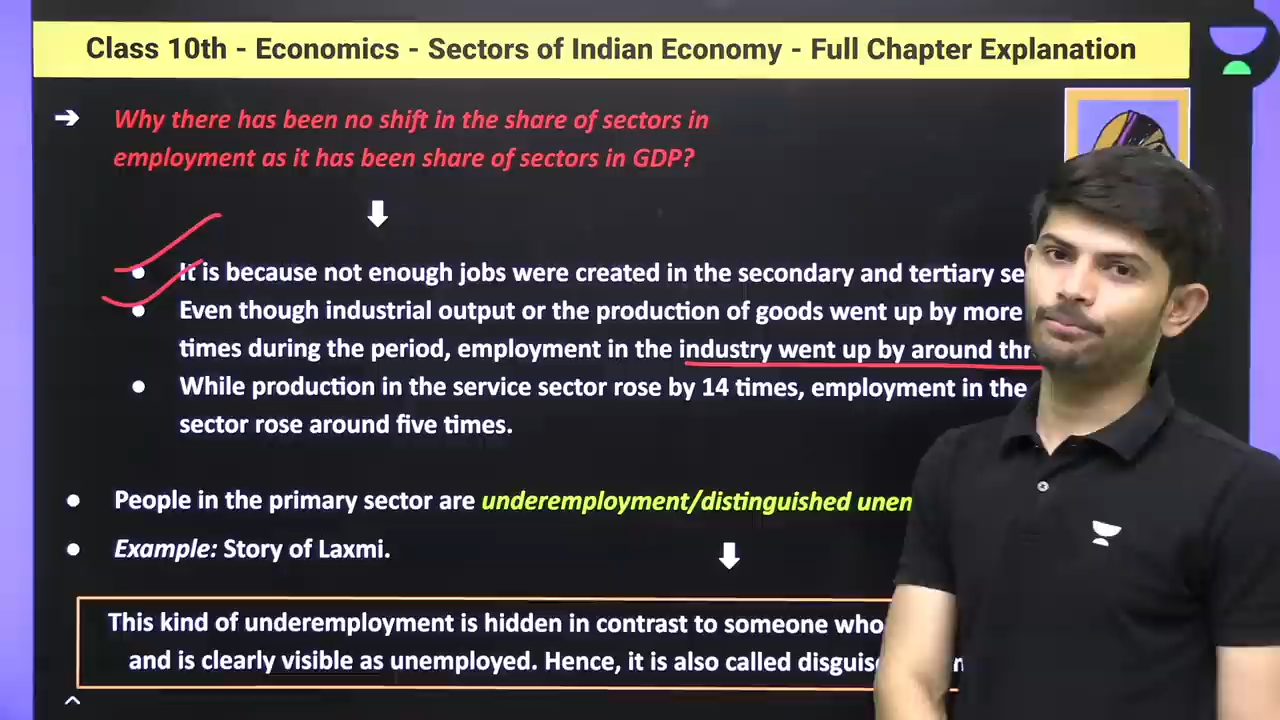 Class 10th - Economics - Sectors of Indian Economy - Full Chapter Explanation
➔ Why there has been no shift in the share of sectors in
employment as it has been share of sectors in GDP?
● It is because not enough jobs were created in the secondary and tertiary
● Even though industrial output or the production of goods went up by more
times during the period, employment in the industry went up by around
● While production in the service sector rose by 14 times, employment in the
sector rose around five times.
● People in the primary sector are underemployment/distinguished
● Example: Story of Laxmi.
This kind of underemployment is hidden in contrast to someone who
and is clearly visible as unemployed. Hence, it is also called